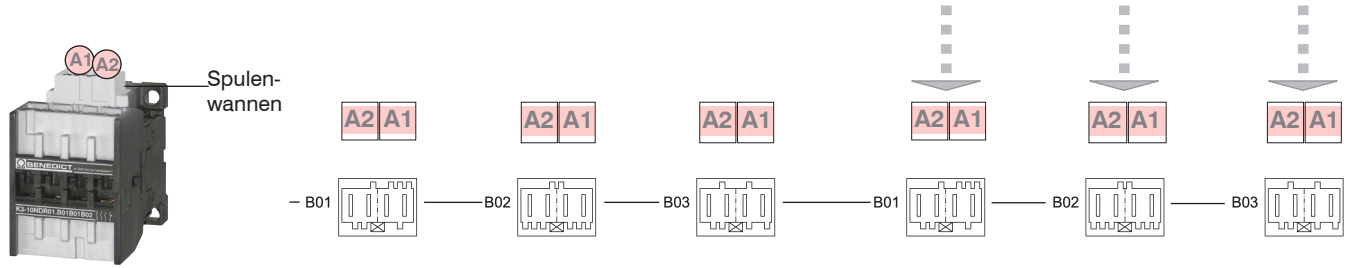 A1 A2
Spulen-
wannen
A2 A1 A2 A1 A2 A1 A2 A1 A2 A1 A2 A1
BENEDICT
K3-10NDR01.B01B01B02
B01 B02 B03 B01 B02 B03